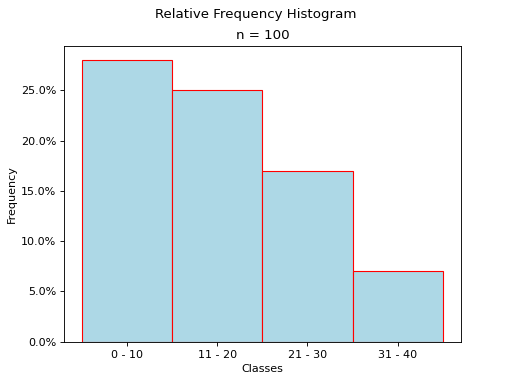 Relative Frequency Histogram
n = 100
25.0%
20.0%
15.0%
10.0%
5.0%
0.0%
Frequency
0 - 10 11 - 20 21 - 30 31 - 40
Classes